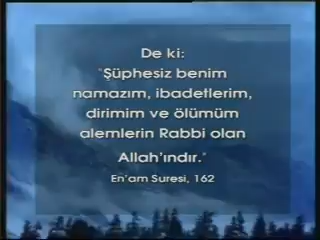 De ki:
"Şüphesiz benim
namazım, ibadetlerim,
dirimim ve ölümüm
alemlerin Rabbi olan
Allah'ındır."
En'am Suresi, 162